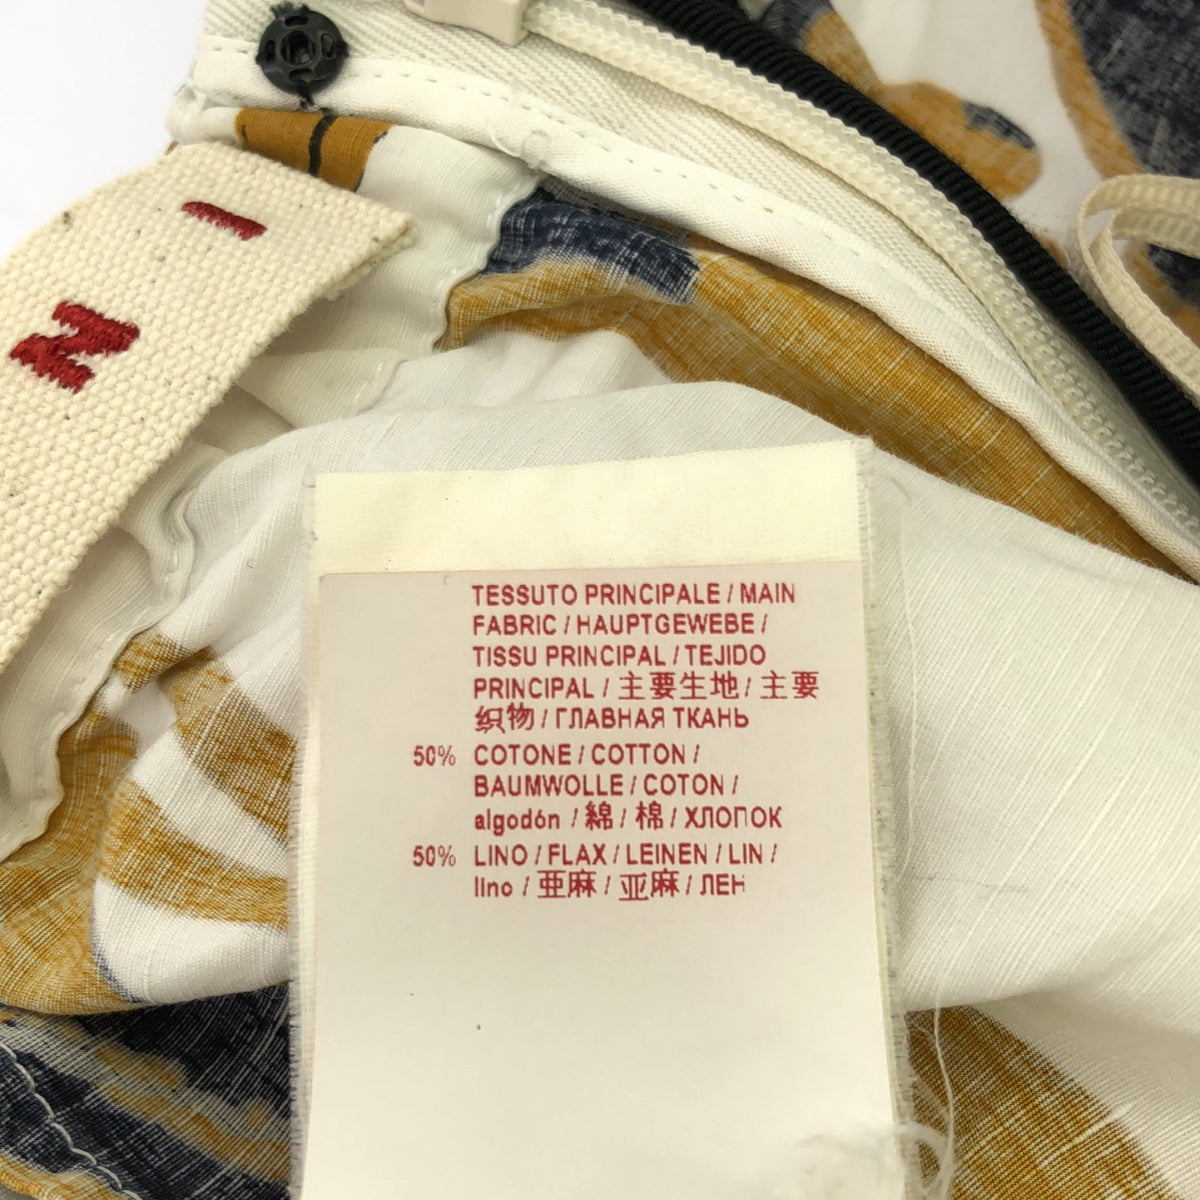 NI
TESSUTO PRINCIPALE / MAIN
FABRIC / HAUPTGEWEBE /
TISSU PRINCIPAL / TEJIDO
PRINCIPAL / 主要生地 / 主要
织物 / ГЛАВНАЯ ТКАНЬ
50% COTONE / COTTON /
BAUMWOLLE / COTON /
algodón / 綿 / 棉 / ХЛОПОК
50% LINO / FLAX / LEINEN / LIN /
lino / 亜麻 / 亚麻 / ЛЕН